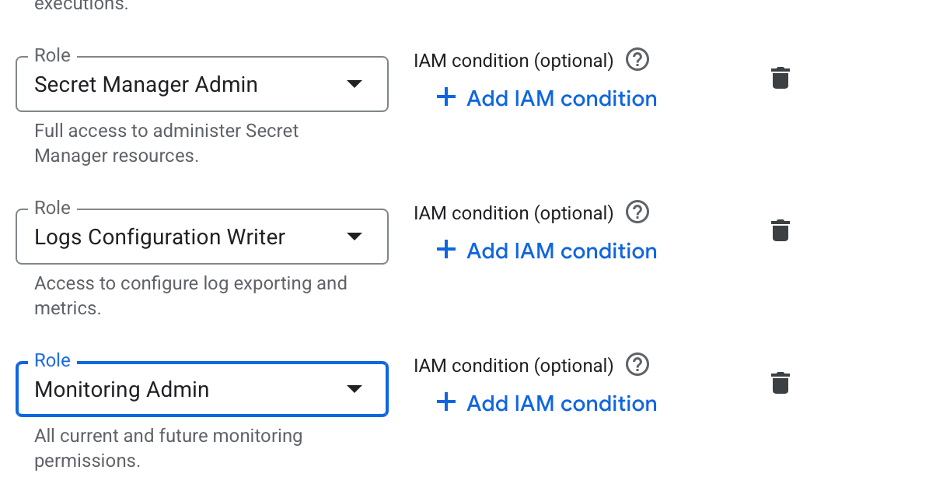 executions.
Role
IAM condition (optional)
Secret Manager Admin
+ Add IAM condition
Full access to administer Secret
Manager resources.
Role
IAM condition (optional)
Logs Configuration Writer
+ Add IAM condition
Access to configure log exporting and
metrics.
Role
IAM condition (optional)
Monitoring Admin
+ Add IAM condition
All current and future monitoring
permissions.